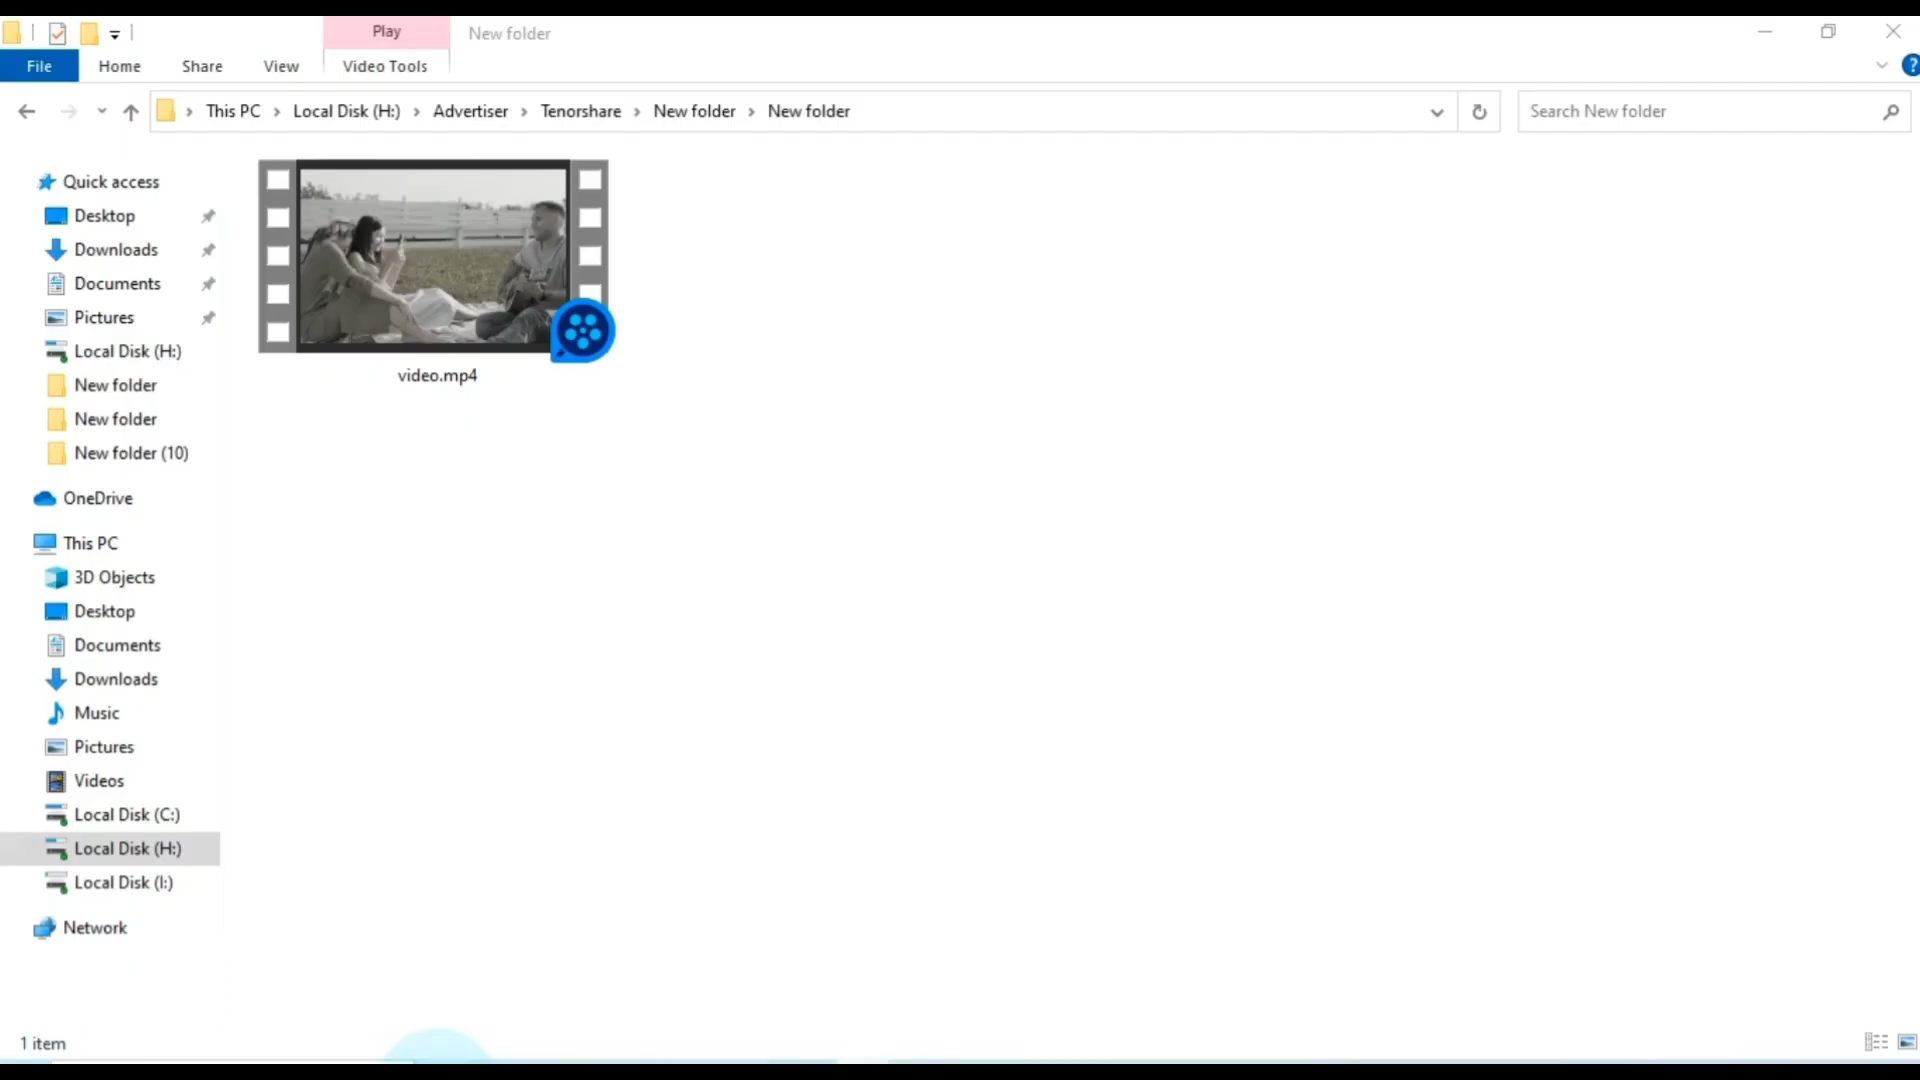 Play
New folder
File
Home
Share
View
Video Tools
?
This PC
Local Disk (H:)
Advertiser
Tenorshare
New folder
New folder
Search New folder
Quick access
Desktop
Downloads
Documents
Pictures
Local Disk (H:)
New folder
New folder
New folder (10)
OneDrive
This PC
3D Objects
Desktop
Documents
Downloads
Music
Pictures
Videos
Local Disk (C:)
Local Disk (H:)
Local Disk (I:)
Network
video.mp4
1 item